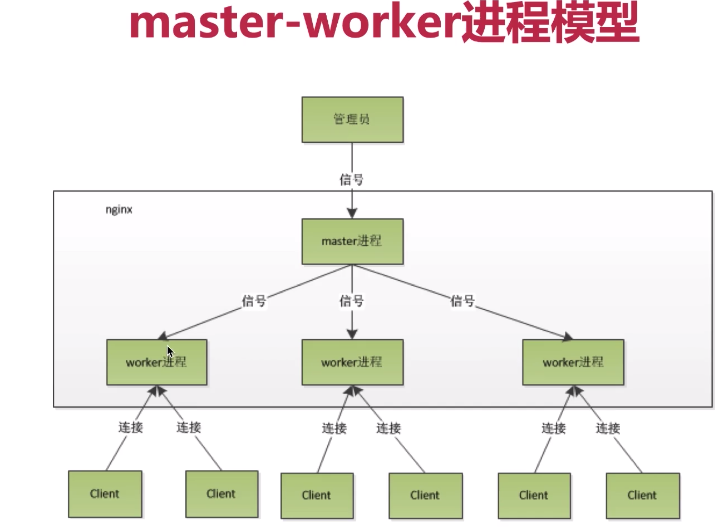 master-worker进程模型
管理员
信号
nginx
master进程
信号 信号 信号
worker进程 worker进程 worker进程
连接 连接 连接 连接 连接 连接
Client Client Client Client Client Client